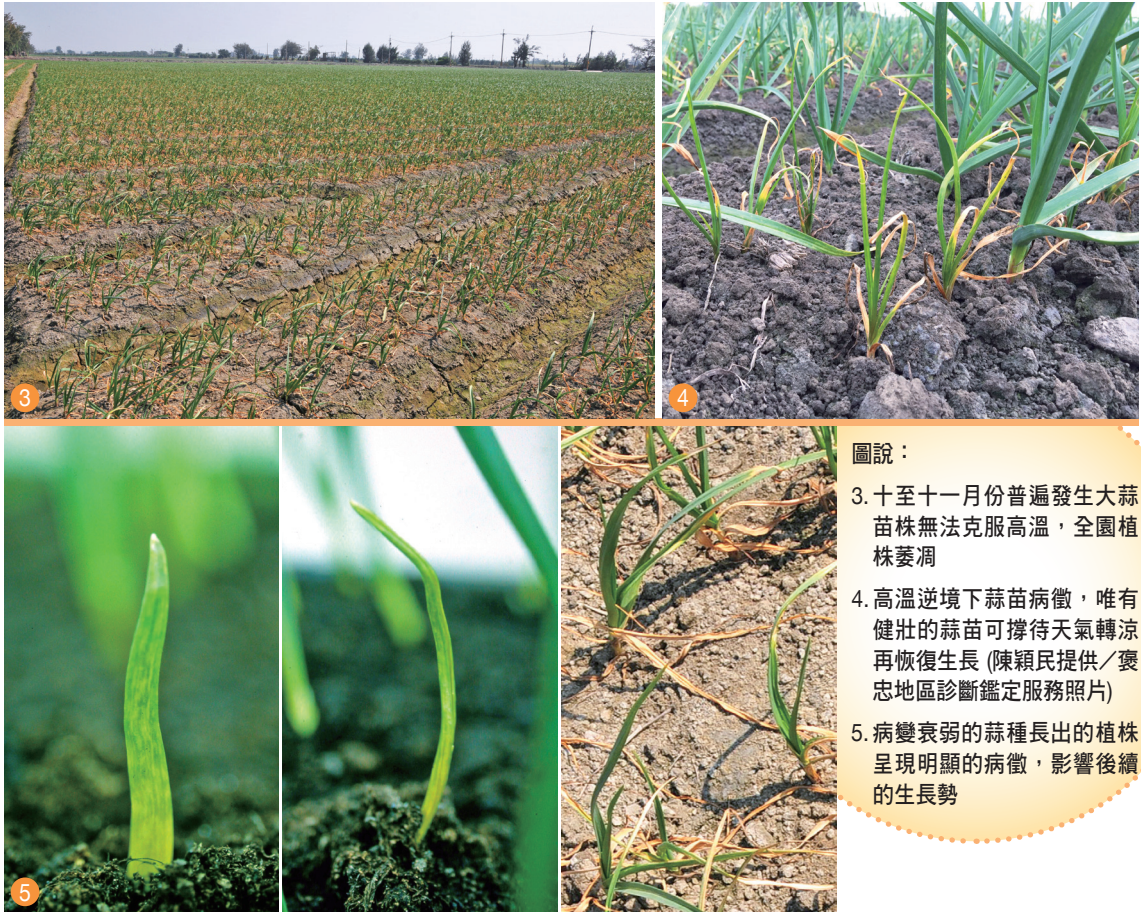 3
4
5
圖說：
3. 十至十一月份普遍發生大蒜
苗株無法克服高溫，全園植
株萎凋
4. 高溫逆境下蒜苗病徵，唯有
健壯的蒜苗可撐待天氣轉涼
再恢復生長 (陳穎民提供／褒
忠地區診斷鑑定服務照片)
5. 病變衰弱的蒜種長出的植株
呈現明顯的病徵，影響後續
的生長勢